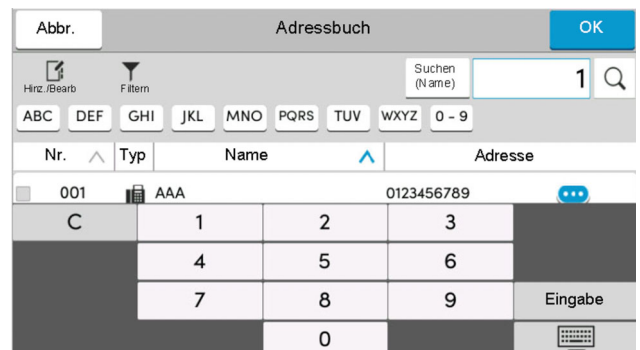 Abbr. Adressbuch OK
Hinz./Bearb Filtern Suchen (Name) 1
ABC DEF GHI JKL MNO PQRS TUV WXYZ 0 - 9
Nr. Typ Name Adresse
001 AAA 0123456789
C 1 2 3
4 5 6
7 8 9 Eingabe
0